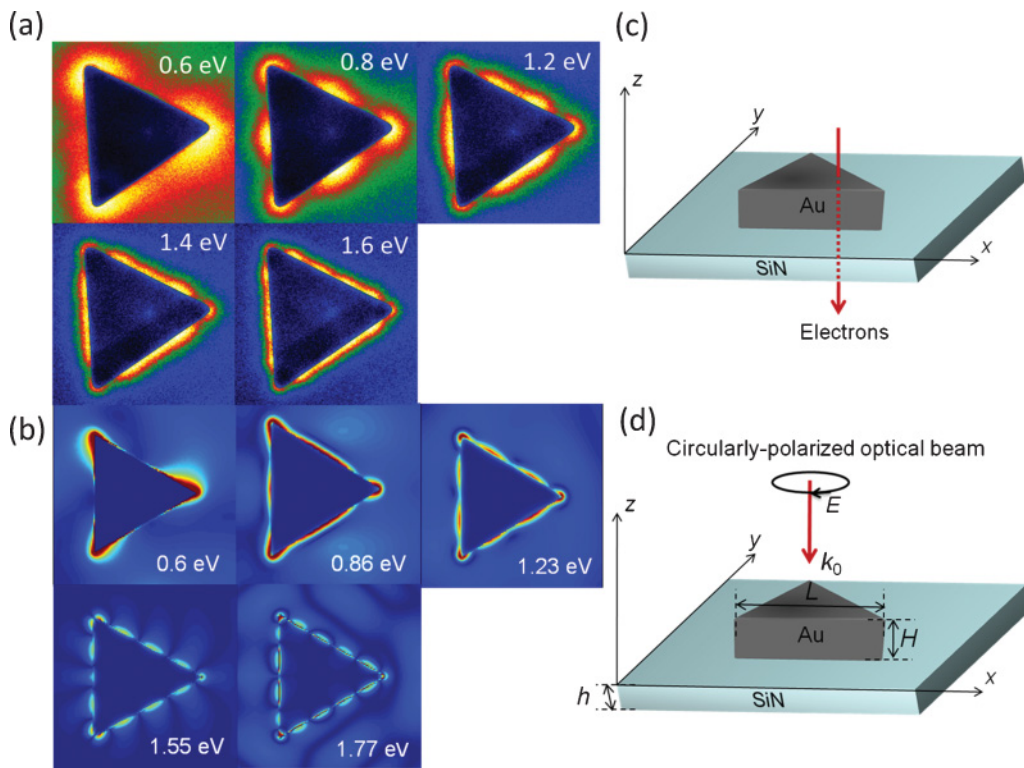 (a)
0.6 eV
0.8 eV
1.2 eV
1.4 eV
1.6 eV
(b)
0.6 eV
0.86 eV
1.23 eV
1.55 eV
1.77 eV
(c)
z
y
Au
x
SiN
Electrons
(d)
Circularly-polarized optical beam
E
z
y
k₀
L
Au
H
x
h
SiN